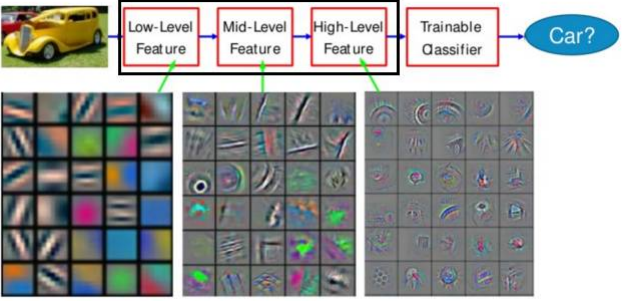 Low-Level
Feature
Mid-Level
Feature
High-Level
Feature
Trainable
Classifier
Car?